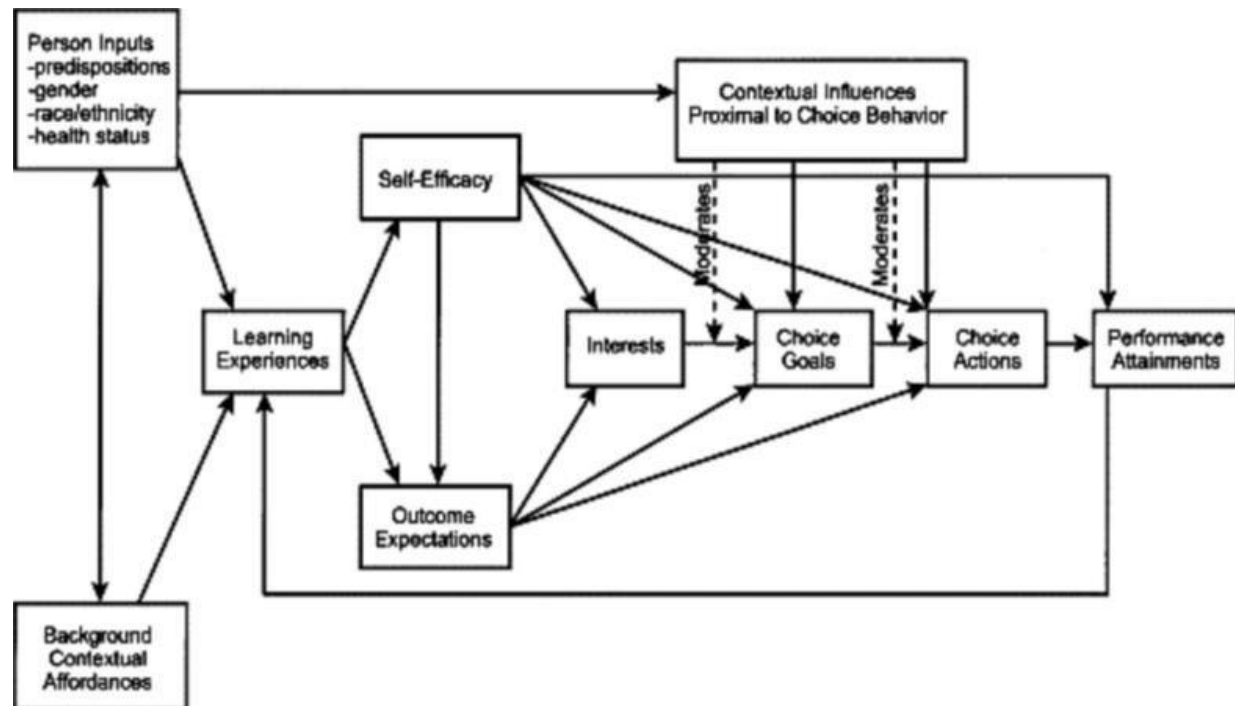 Person Inputs
-predispositions
-gender
-race/ethnicity
-health status
Contextual Influences
Proximal to Choice Behavior
Self-Efficacy
Moderates
Moderates
Learning
Experiences
Interests
Choice
Goals
Choice
Actions
Performance
Attainments
Outcome
Expectations
Background
Contextual
Affordances